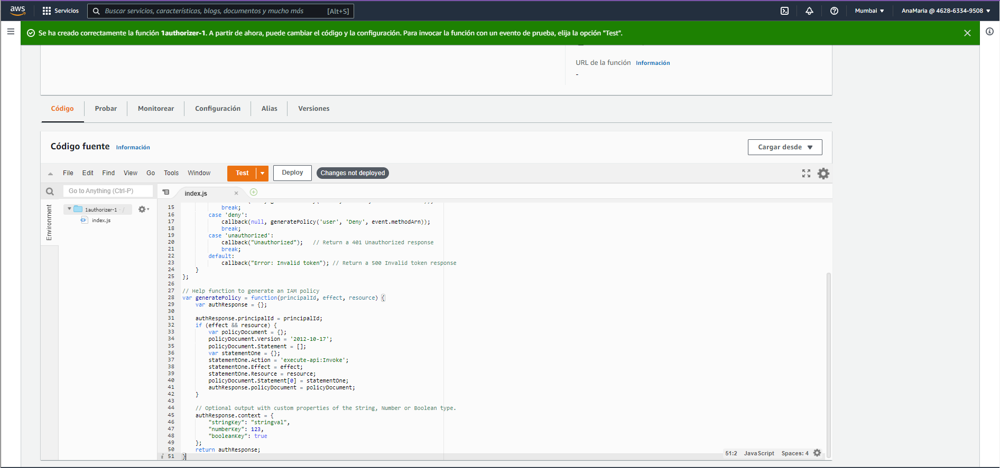 aws Servicios Buscar servicios, características, blogs, documentos y mucho más [Alt+S] Mumbai AnaMaria @ 4628-6334-9508
Se ha creado correctamente la función 1authorizer-1. A partir de ahora, puede cambiar el código y la configuración. Para invocar la función con un evento de prueba, elija la opción "Test".
URL de la función Información
-
Código Probar Monitorear Configuración Alias Versiones
Código fuente Información Cargar desde
File Edit Find View Go Tools Window Test Deploy Changes not deployed
Go to Anything (Ctrl-P) index.js
Environment
1authorizer-1 - /
index.js
15 break;
16 case 'deny':
17 callback(null, generatePolicy('user', 'Deny', event.methodArn));
18 break;
19 case 'unauthorized':
20 callback("Unauthorized"); // Return a 401 Unauthorized response
21 break;
22 default:
23 callback("Error: Invalid token"); // Return a 500 Invalid token response
24 }
25 };
26
27 // Help function to generate an IAM policy
28 var generatePolicy = function(principalId, effect, resource) {
29 var authResponse = {};
30
31 authResponse.principalId = principalId;
32 if (effect && resource) {
33 var policyDocument = {};
34 policyDocument.Version = '2012-10-17';
35 policyDocument.Statement = [];
36 var statementOne = {};
37 statementOne.Action = 'execute-api:Invoke';
38 statementOne.Effect = effect;
39 statementOne.Resource = resource;
40 policyDocument.Statement[0] = statementOne;
41 authResponse.policyDocument = policyDocument;
42 }
43
44 // Optional output with custom properties of the String, Number or Boolean type.
45 authResponse.context = {
46 "stringKey": "stringval",
47 "numberKey": 123,
48 "booleanKey": true
49 };
50 return authResponse;
51 }
51:2 JavaScript Spaces: 4